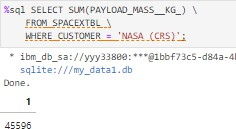 %sql SELECT SUM(PAYLOAD_MASS__KG_) \
FROM SPACEXTBL \
WHERE CUSTOMER = 'NASA (CRS)';
* ibm_db_sa://yyy33800:***@1bbf73c5-d84a-4
sqlite:///my_data1.db
Done.
1
45596